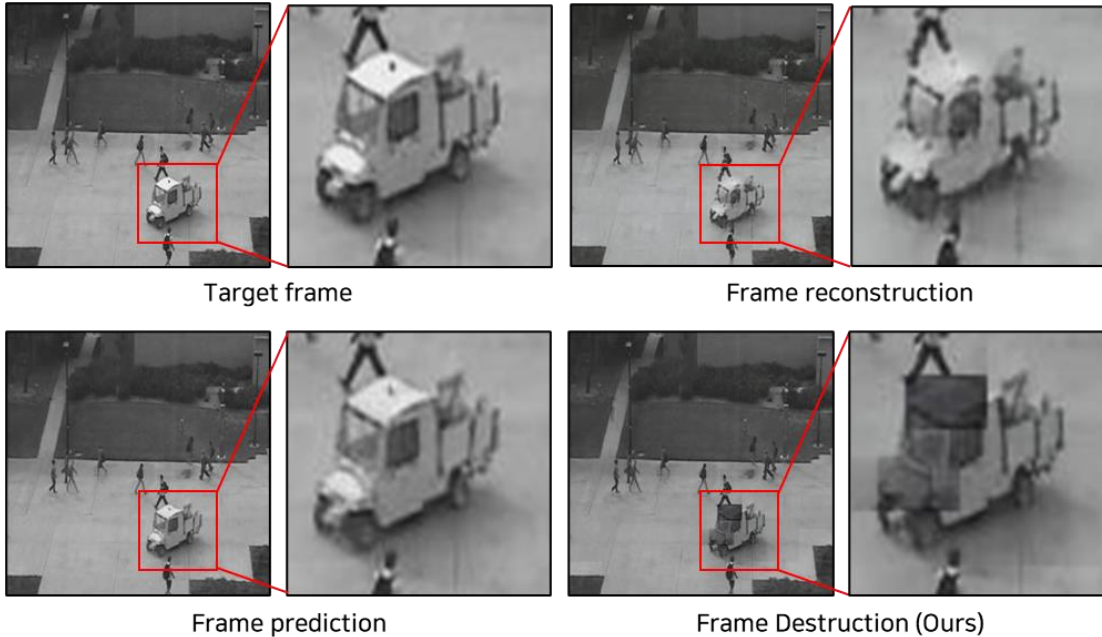 Target frame
Frame reconstruction
Frame prediction
Frame Destruction (Ours)